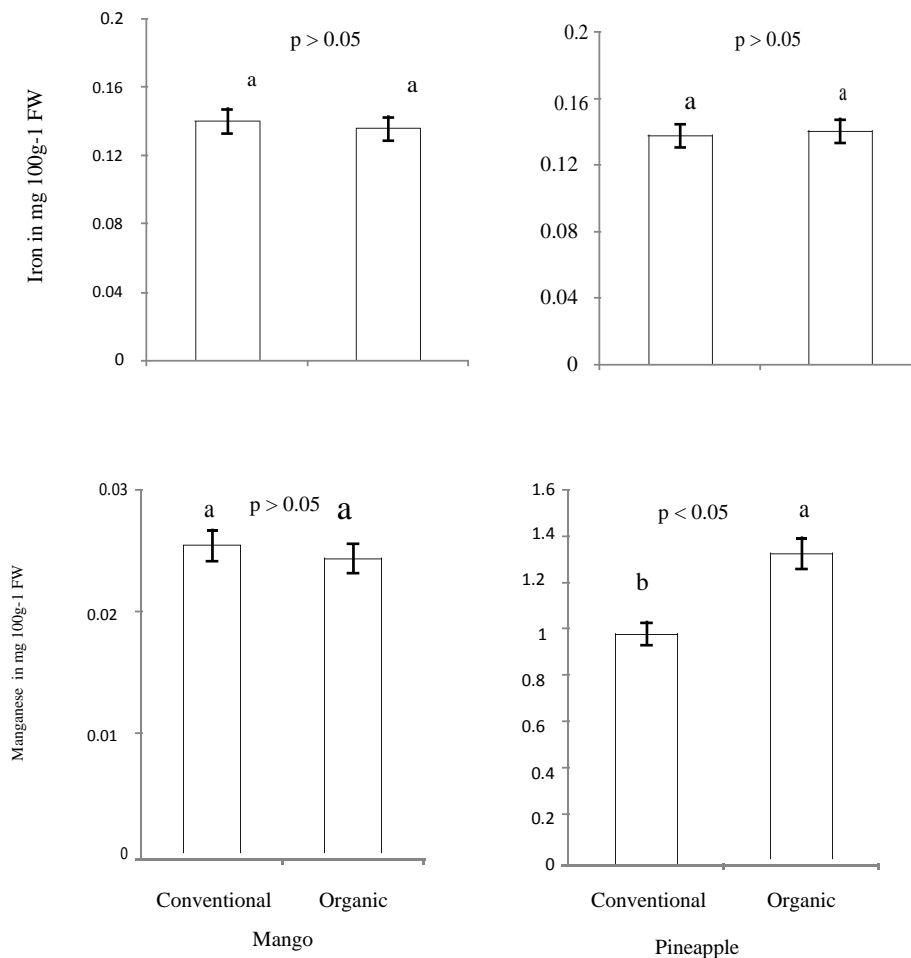 0.2
p > 0.05
a
a
0.16
0.12
0.08
0.04
0
Iron in mg 100g-1 FW
0.2
p > 0.05
a
a
0.16
0.12
0.08
0.04
0
0.03
a
p > 0.05
a
0.02
0.01
0
Manganese in mg 100g-1 FW
Conventional
Organic
Mango
1.6
p < 0.05
a
1.4
b
1.2
1
0.8
0.6
0.4
0.2
0
Conventional
Organic
Pineapple